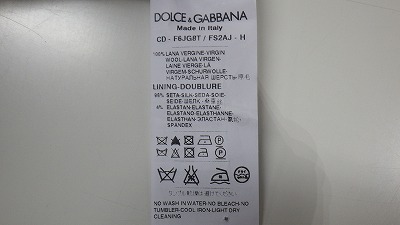 DOLCE & GABBANA
Made in Italy
CD - F6JG8T / FS2AJ - H
100% LANA VERGINE-VIRGIN
WOOL-LANA VIRGEN-
LAINE VIERGE-LÃ
VIRGEM-SCHURWOLLE-
НАТУРАЛЬНАЯ ШЕРСТЬ-
LINING-DOUBLURE
96% SETA-SILK-SEDA-SOIE-
SEIDE-ШЕЛК-
4% ELASTAN-ELASTANE-
ELASTANO-ELASTHANNE-
ELASTHAN-ЭЛАСТАН-
SPANDEX
NO WASH IN WATER-NO BLEACH-NO
TUMBLER-COOL IRON-LIGHT DRY
CLEANING